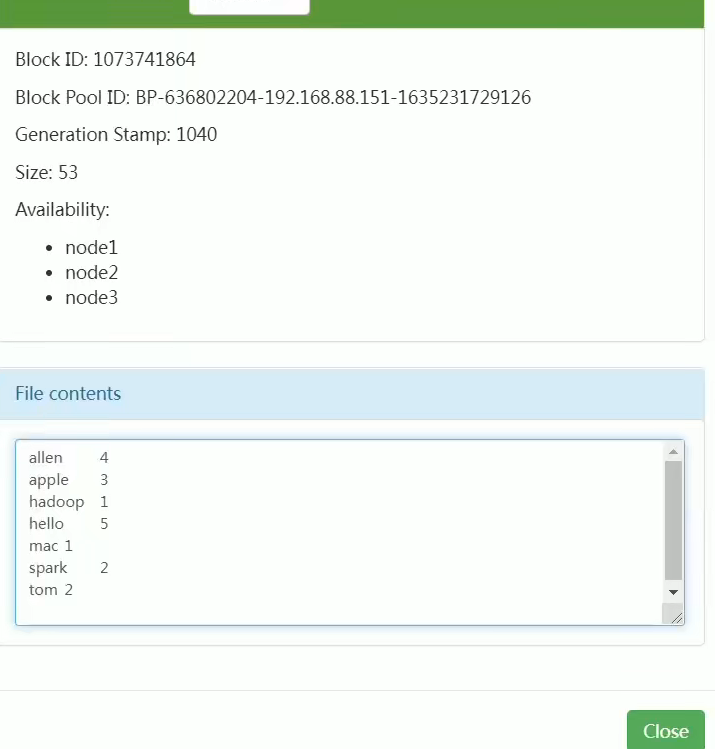 Block ID: 1073741864
Block Pool ID: BP-636802204-192.168.88.151-1635231729126
Generation Stamp: 1040
Size: 53
Availability:
node1
node2
node3
File contents
allen 4
apple 3
hadoop 1
hello 5
mac 1
spark 2
tom 2
Close